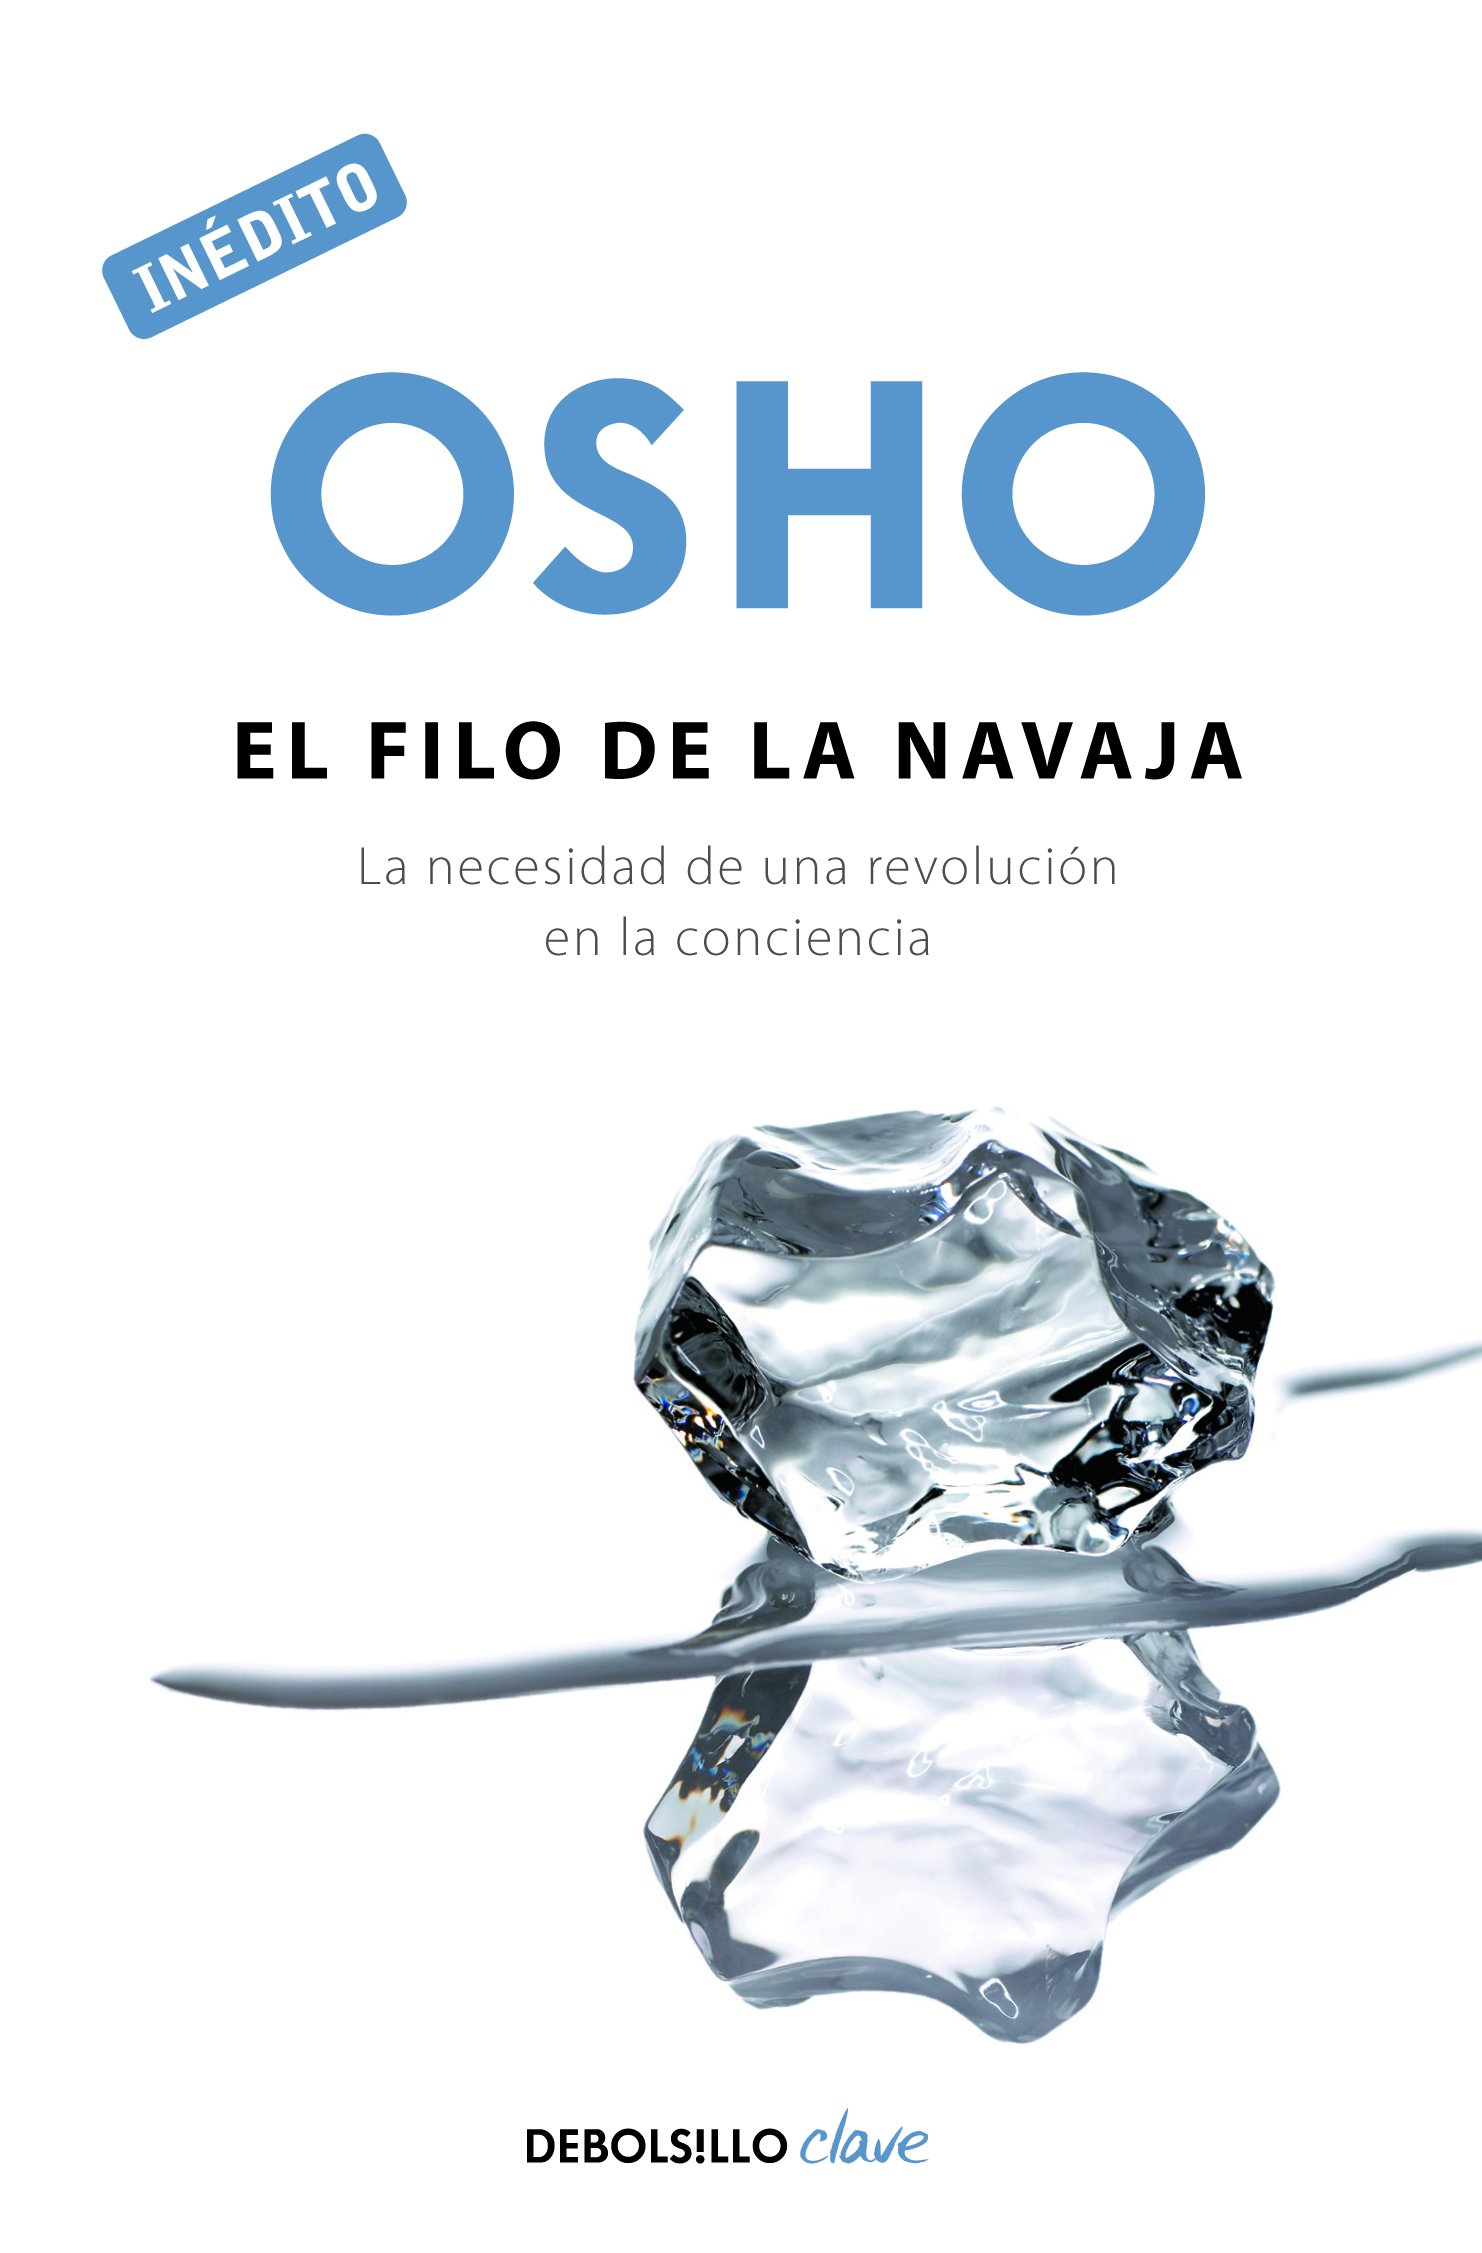 INÉDITO
OSHO
EL FILO DE LA NAVAJA
La necesidad de una revolución
en la conciencia
DEBOLS!LLO clave